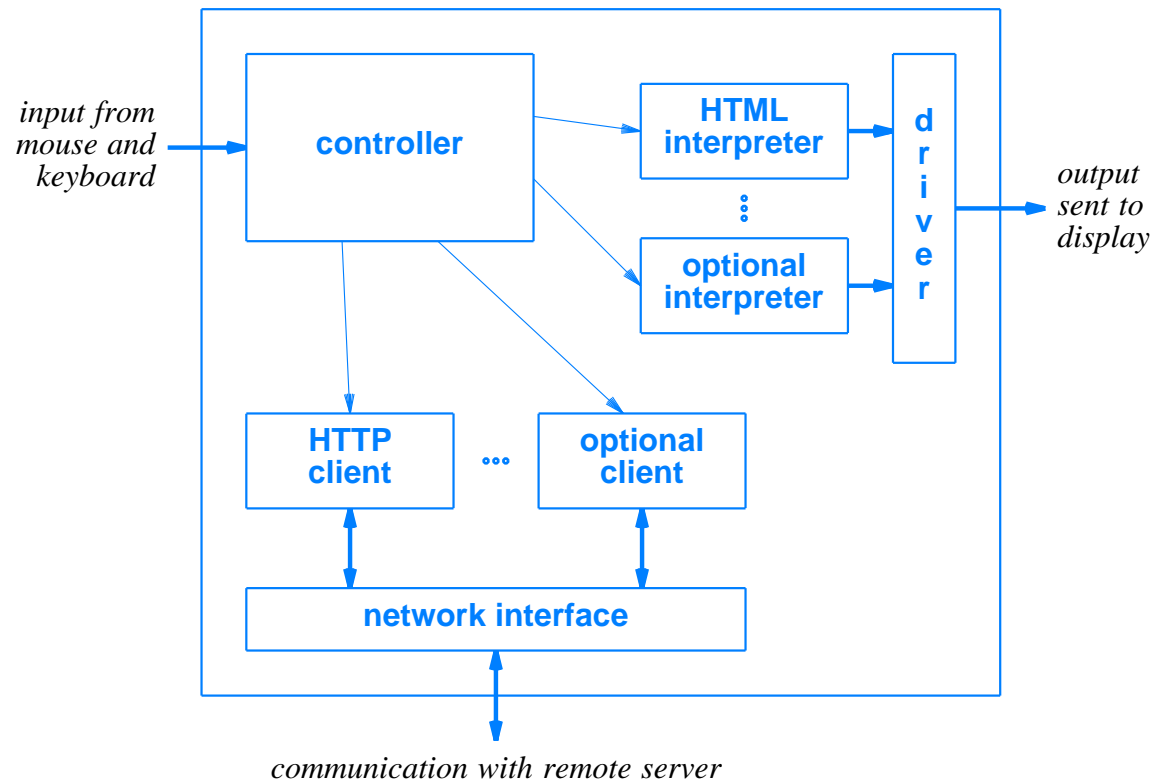 input from
mouse and
keyboard
controller
HTML
interpreter
optional
interpreter
driver
output
sent to
display
HTTP
client
optional
client
network interface
communication with remote server